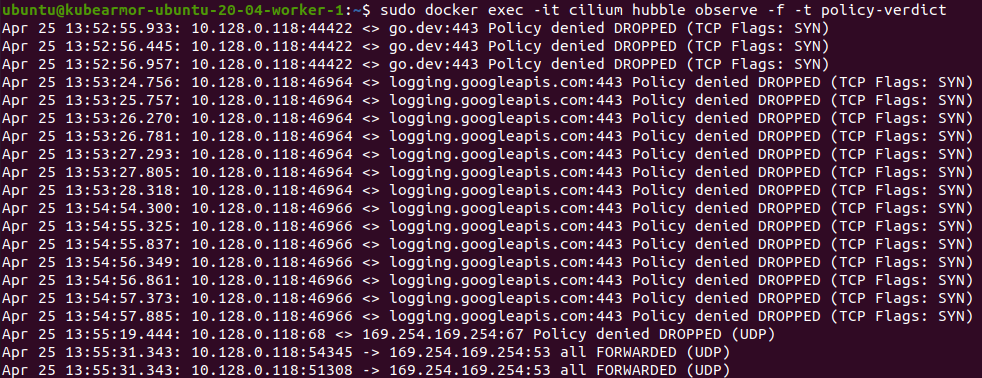 ubuntu@kubearmor-ubuntu-20-04-worker-1:~$ sudo docker exec -it cilium hubble observe -f -t policy-verdict
Apr 25 13:52:55.933: 10.128.0.118:44422 <> go.dev:443 Policy denied DROPPED (TCP Flags: SYN)
Apr 25 13:52:56.445: 10.128.0.118:44422 <> go.dev:443 Policy denied DROPPED (TCP Flags: SYN)
Apr 25 13:52:56.957: 10.128.0.118:44422 <> go.dev:443 Policy denied DROPPED (TCP Flags: SYN)
Apr 25 13:53:24.756: 10.128.0.118:46964 <> logging.googleapis.com:443 Policy denied DROPPED (TCP Flags: SYN)
Apr 25 13:53:25.757: 10.128.0.118:46964 <> logging.googleapis.com:443 Policy denied DROPPED (TCP Flags: SYN)
Apr 25 13:53:26.270: 10.128.0.118:46964 <> logging.googleapis.com:443 Policy denied DROPPED (TCP Flags: SYN)
Apr 25 13:53:26.781: 10.128.0.118:46964 <> logging.googleapis.com:443 Policy denied DROPPED (TCP Flags: SYN)
Apr 25 13:53:27.293: 10.128.0.118:46964 <> logging.googleapis.com:443 Policy denied DROPPED (TCP Flags: SYN)
Apr 25 13:53:27.805: 10.128.0.118:46964 <> logging.googleapis.com:443 Policy denied DROPPED (TCP Flags: SYN)
Apr 25 13:53:28.318: 10.128.0.118:46964 <> logging.googleapis.com:443 Policy denied DROPPED (TCP Flags: SYN)
Apr 25 13:54:54.300: 10.128.0.118:46966 <> logging.googleapis.com:443 Policy denied DROPPED (TCP Flags: SYN)
Apr 25 13:54:55.325: 10.128.0.118:46966 <> logging.googleapis.com:443 Policy denied DROPPED (TCP Flags: SYN)
Apr 25 13:54:55.837: 10.128.0.118:46966 <> logging.googleapis.com:443 Policy denied DROPPED (TCP Flags: SYN)
Apr 25 13:54:56.349: 10.128.0.118:46966 <> logging.googleapis.com:443 Policy denied DROPPED (TCP Flags: SYN)
Apr 25 13:54:56.861: 10.128.0.118:46966 <> logging.googleapis.com:443 Policy denied DROPPED (TCP Flags: SYN)
Apr 25 13:54:57.373: 10.128.0.118:46966 <> logging.googleapis.com:443 Policy denied DROPPED (TCP Flags: SYN)
Apr 25 13:54:57.885: 10.128.0.118:46966 <> logging.googleapis.com:443 Policy denied DROPPED (TCP Flags: SYN)
Apr 25 13:55:19.444: 10.128.0.118:68 <> 169.254.169.254:67 Policy denied DROPPED (UDP)
Apr 25 13:55:31.343: 10.128.0.118:54345 -> 169.254.169.254:53 all FORWARDED (UDP)
Apr 25 13:55:31.343: 10.128.0.118:51308 -> 169.254.169.254:53 all FORWARDED (UDP)